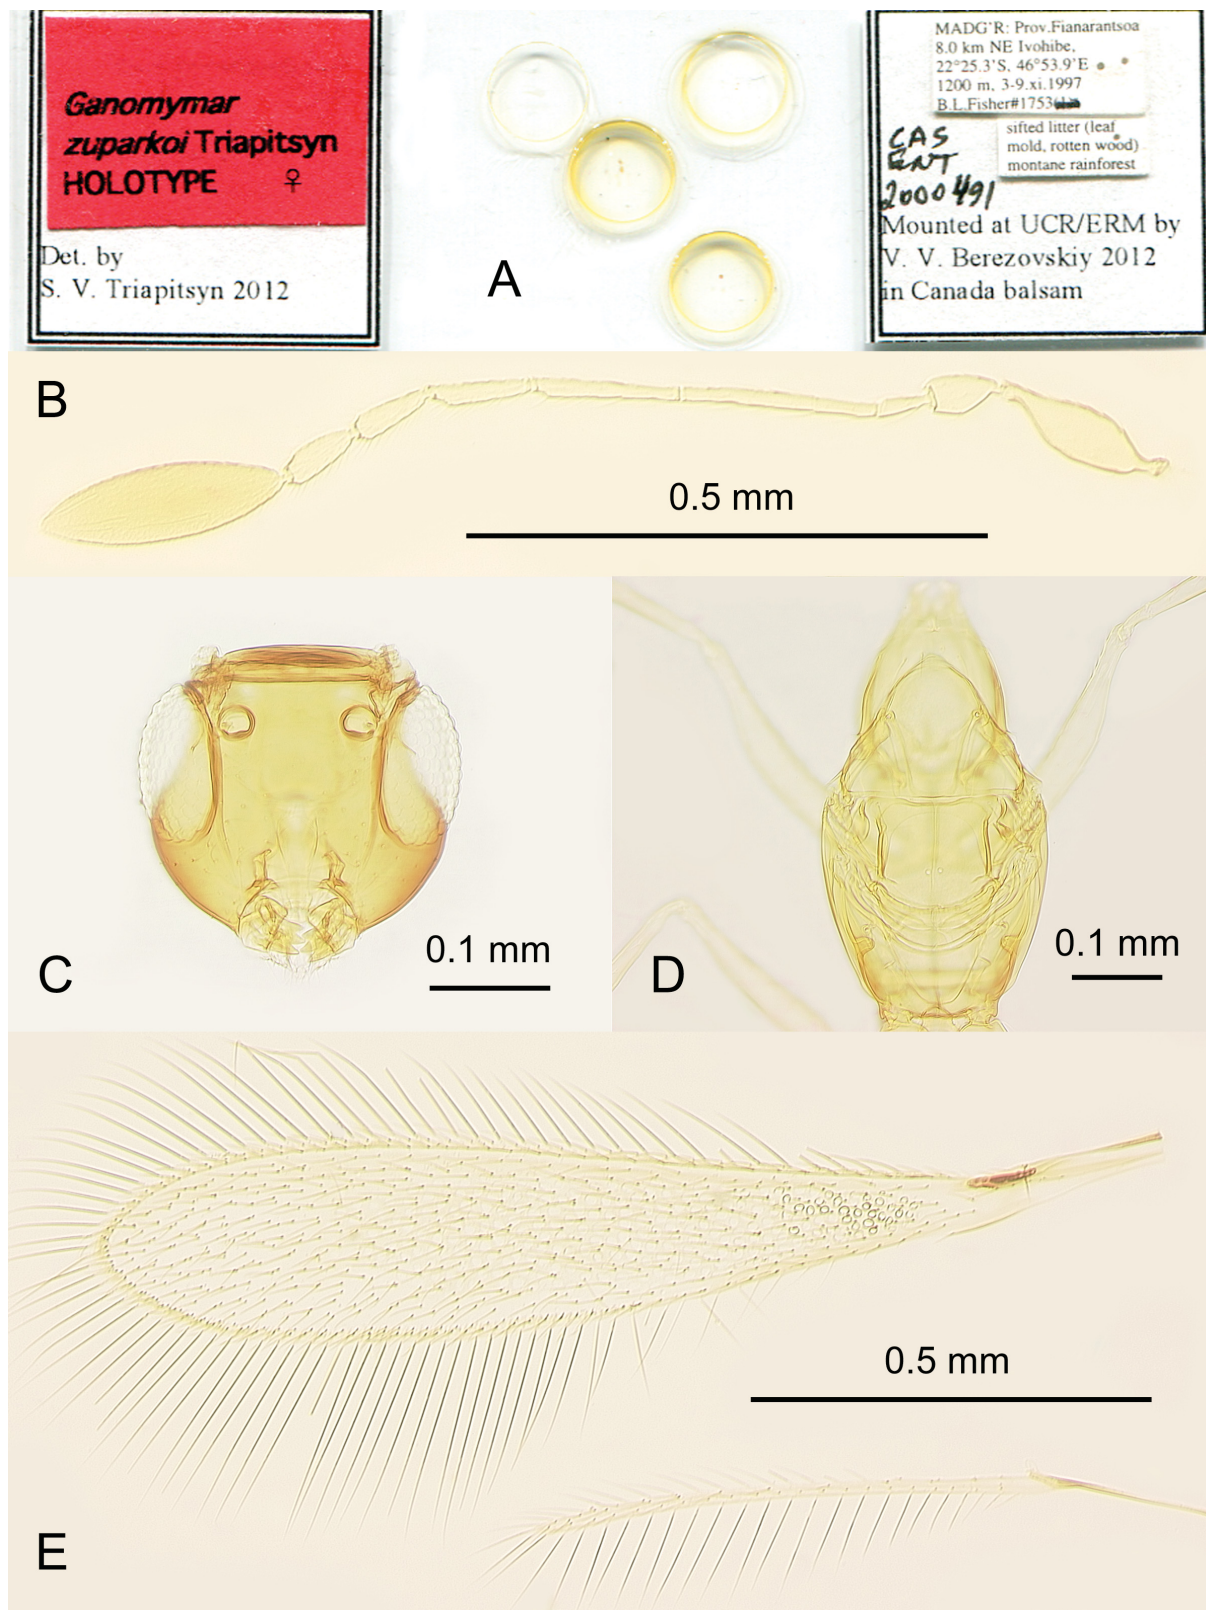 Ganomymar
zuparkoi Triapitsyn
HOLOTYPE ♀
Det. by
S. V. Triapitsyn 2012
A
MADG'R: Prov.Fianarantsoa
8.0 km NE Ivohibe,
22°25.3'S, 46°53.9'E
1200 m, 3-9.xi.1997
B.L.Fisher#1753
sifted litter (leaf
mold, rotten wood)
montane rainforest
CAS
ENT
2000491
Mounted at UCR/ERM by
V. V. Berezovskiy 2012
in Canada balsam
B
0.5 mm
C
0.1 mm
D
0.1 mm
0.5 mm
E